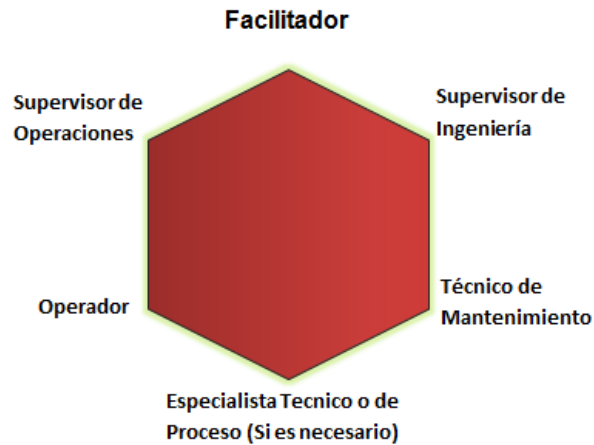 Facilitador
Supervisor de
Operaciones
Supervisor de
Ingeniería
Operador
Técnico de
Mantenimiento
Especialista Tecnico o de
Proceso (Si es necesario)